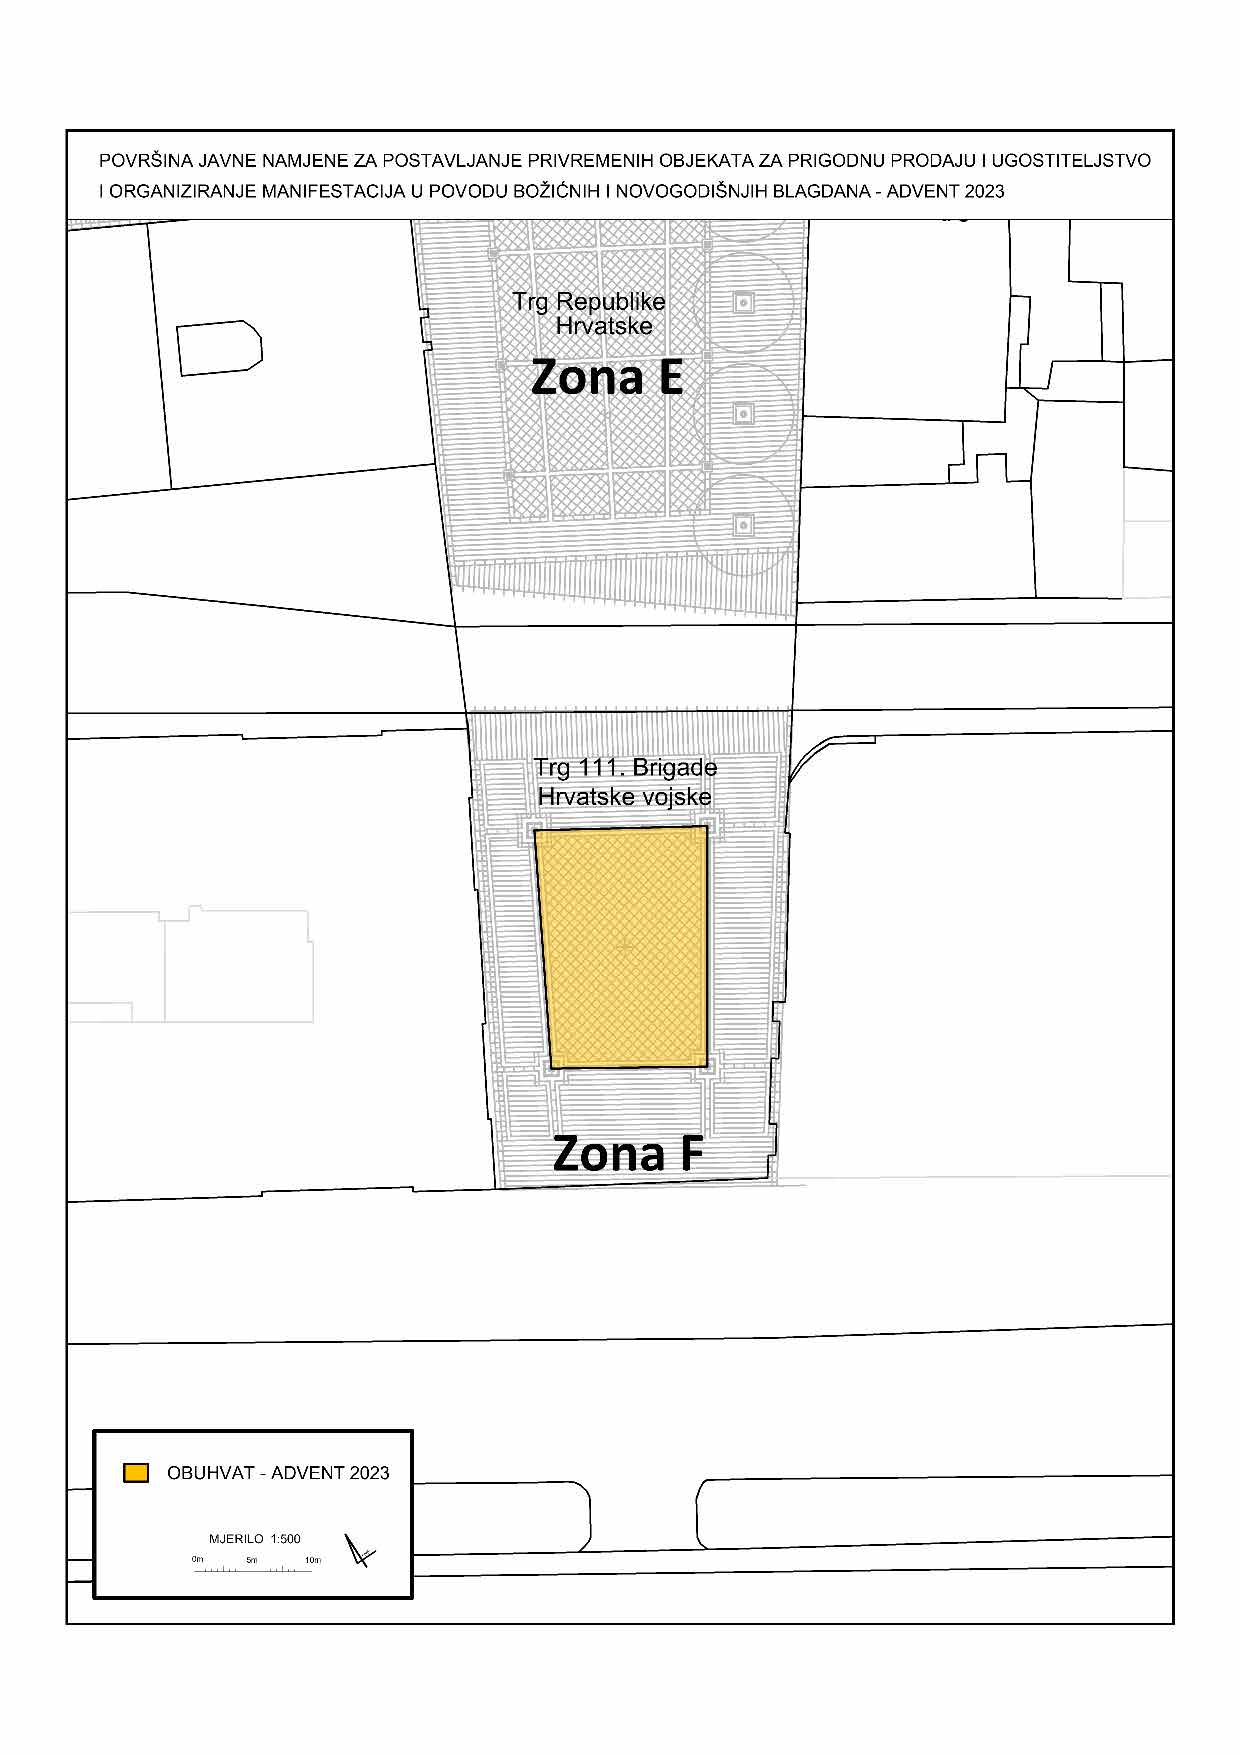 POVRŠINA JAVNE NAMJENE ZA POSTAVLJANJE PRIVREMENIH OBJEKATA ZA PRIGODNU PRODAJU I UGOSTITELJSTVO
I ORGANIZIRANJE MANIFESTACIJA U POVODU BOŽIĆNIH I NOVOGODIŠNJIH BLAGDANA - ADVENT 2023
Trg Republike
Hrvatske
Zona E
Trg 111. Brigade
Hrvatske vojske
Zona F
OBUHVAT - ADVENT 2023
MJERILO 1:500
0m 5m 10m